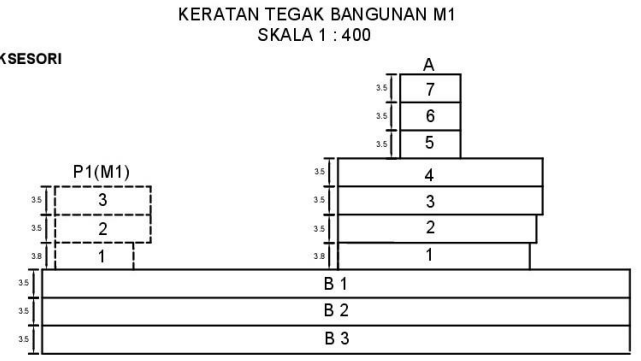 KERATAN TEGAK BANGUNAN M1
SKALA 1 : 400
KSESORI
A
3.5 7
3.5 6
3.5 5
P1(M1)
3.5 4
3.5 3 3.5 3
3.5 2 3.5 2
3.8 1 3.8 1
3.5 B 1
3.5 B 2
3.5 B 3